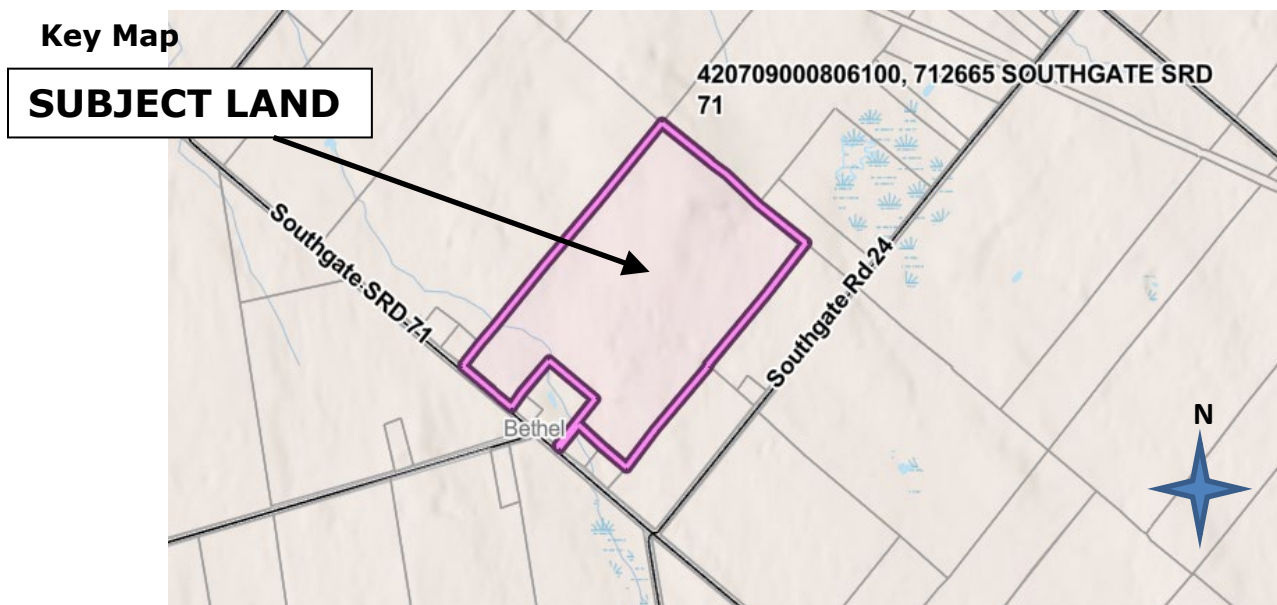 Key Map
SUBJECT LAND
420709000806100, 712665 SOUTHGATE SRD
71
Southgate SRD 71
Southgate Rd 24
Bethel
N